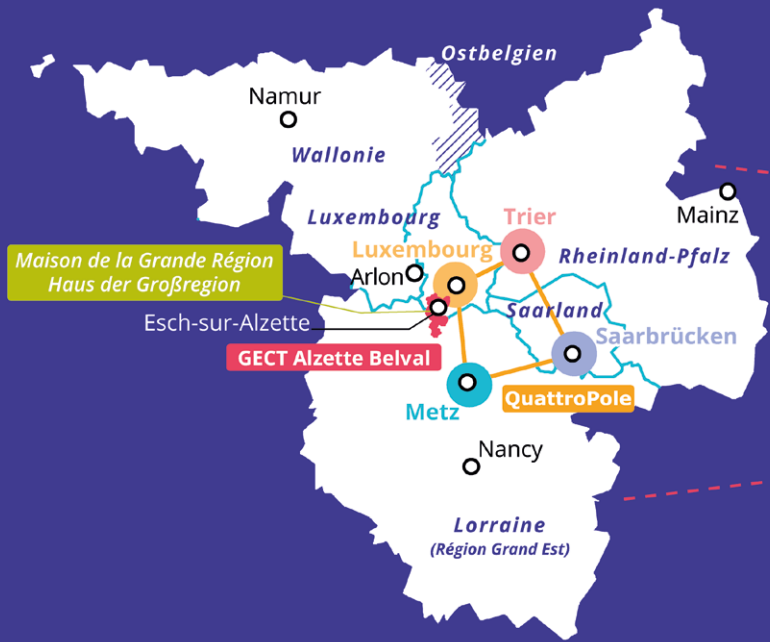 Ostbelgien
Namur
Wallonie
Mainz
Luxembourg
Trier
Luxembourg
Rheinland-Pfalz
Maison de la Grande Région
Haus der Großregion
Arlon
Saarland
Esch-sur-Alzette
Saarbrücken
GECT Alzette Belval
QuattroPole
Metz
Nancy
Lorraine
(Région Grand Est)